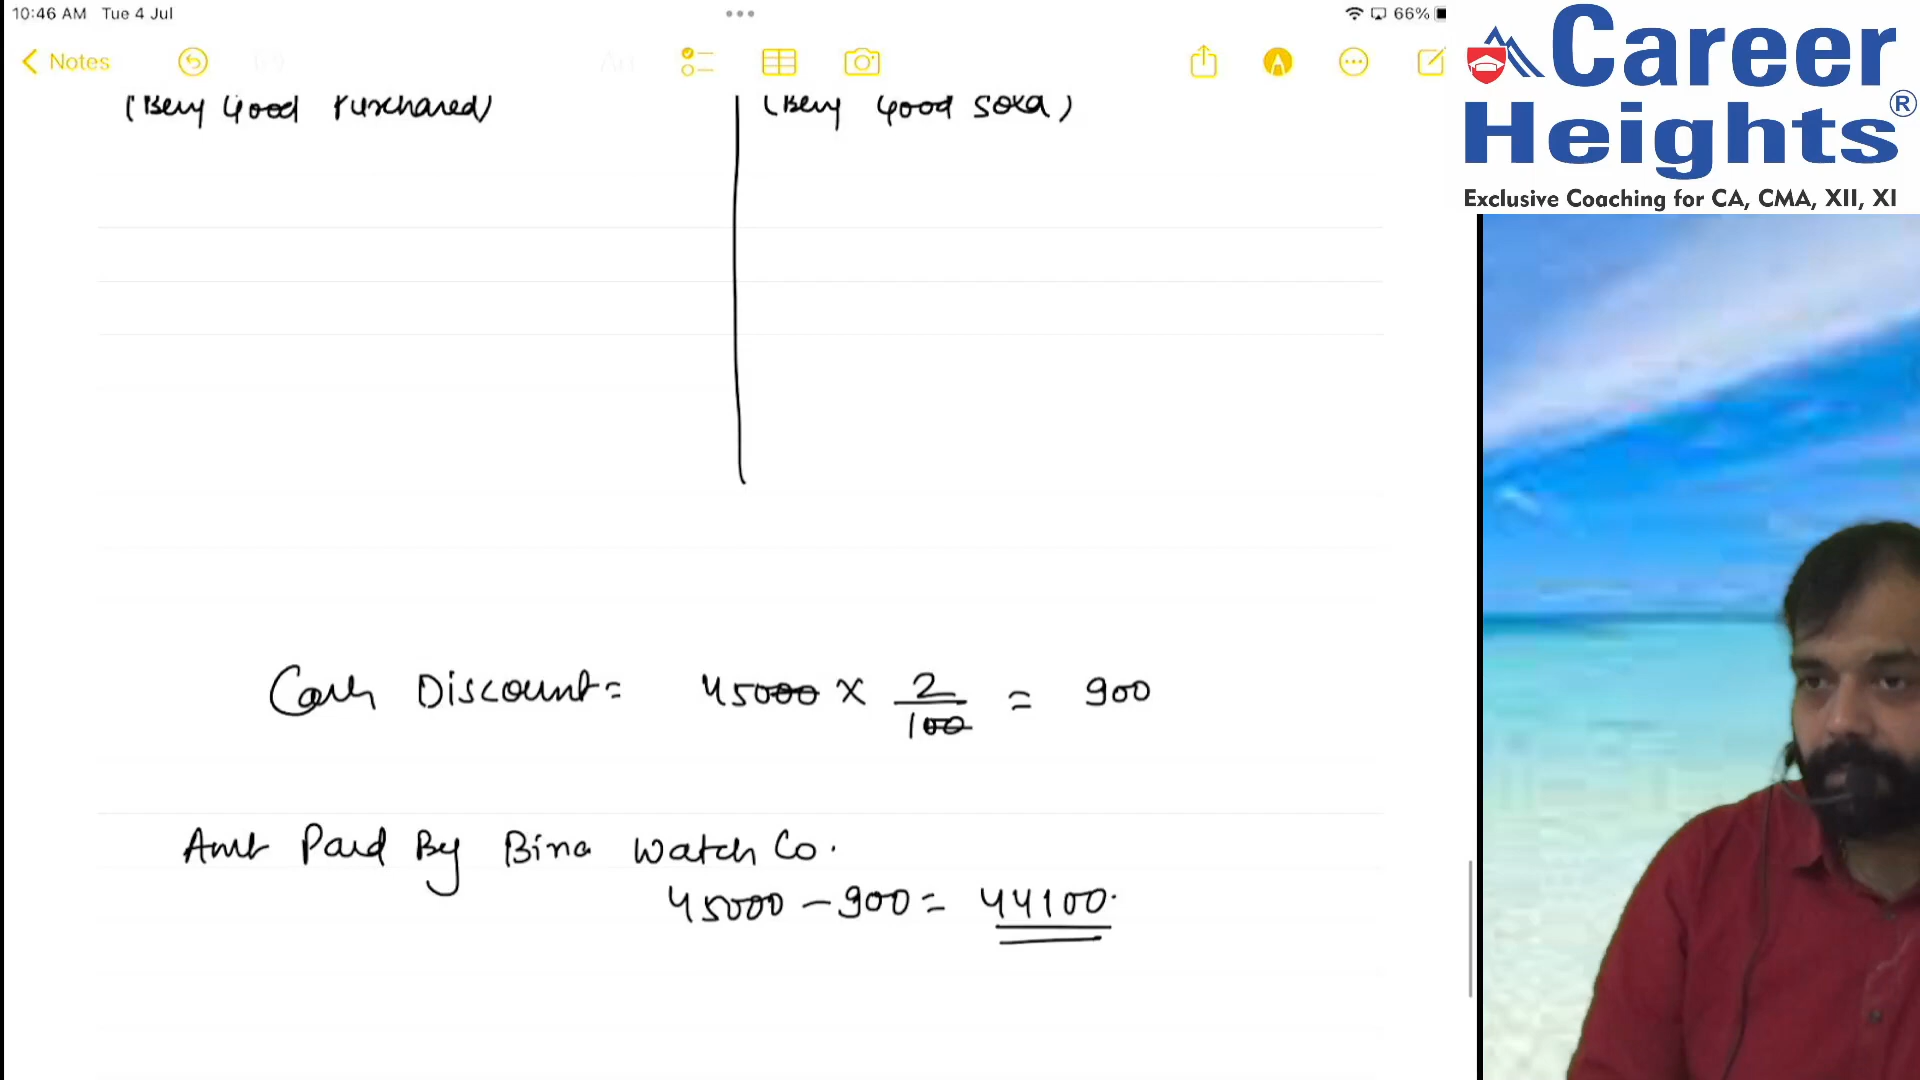 10:46 AM Tue 4 Jul
66%
Notes
Career
Heights®
Exclusive Coaching for CA, CMA, XII, XI
(Being Good Purchased)
(Being Good Sold)
Cash Discount = 45000 × 2/100 = 900
Amt Paid By Bina Watch Co.
45000 – 900 = 44100.